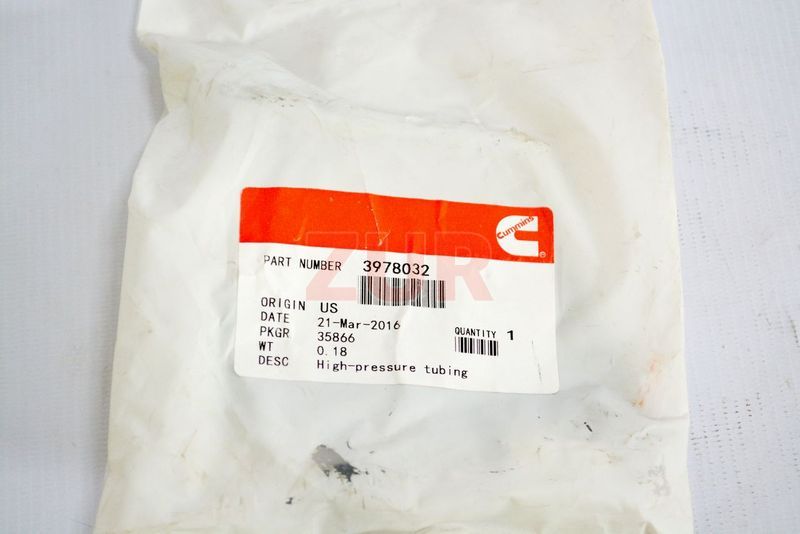 Cummins
®
ZUR
PART NUMBER 3978032
ORIGIN US
DATE 21-Mar-2016
PKGR 35866
WT 0.18
DESC High-pressure tubing
QUANTITY 1